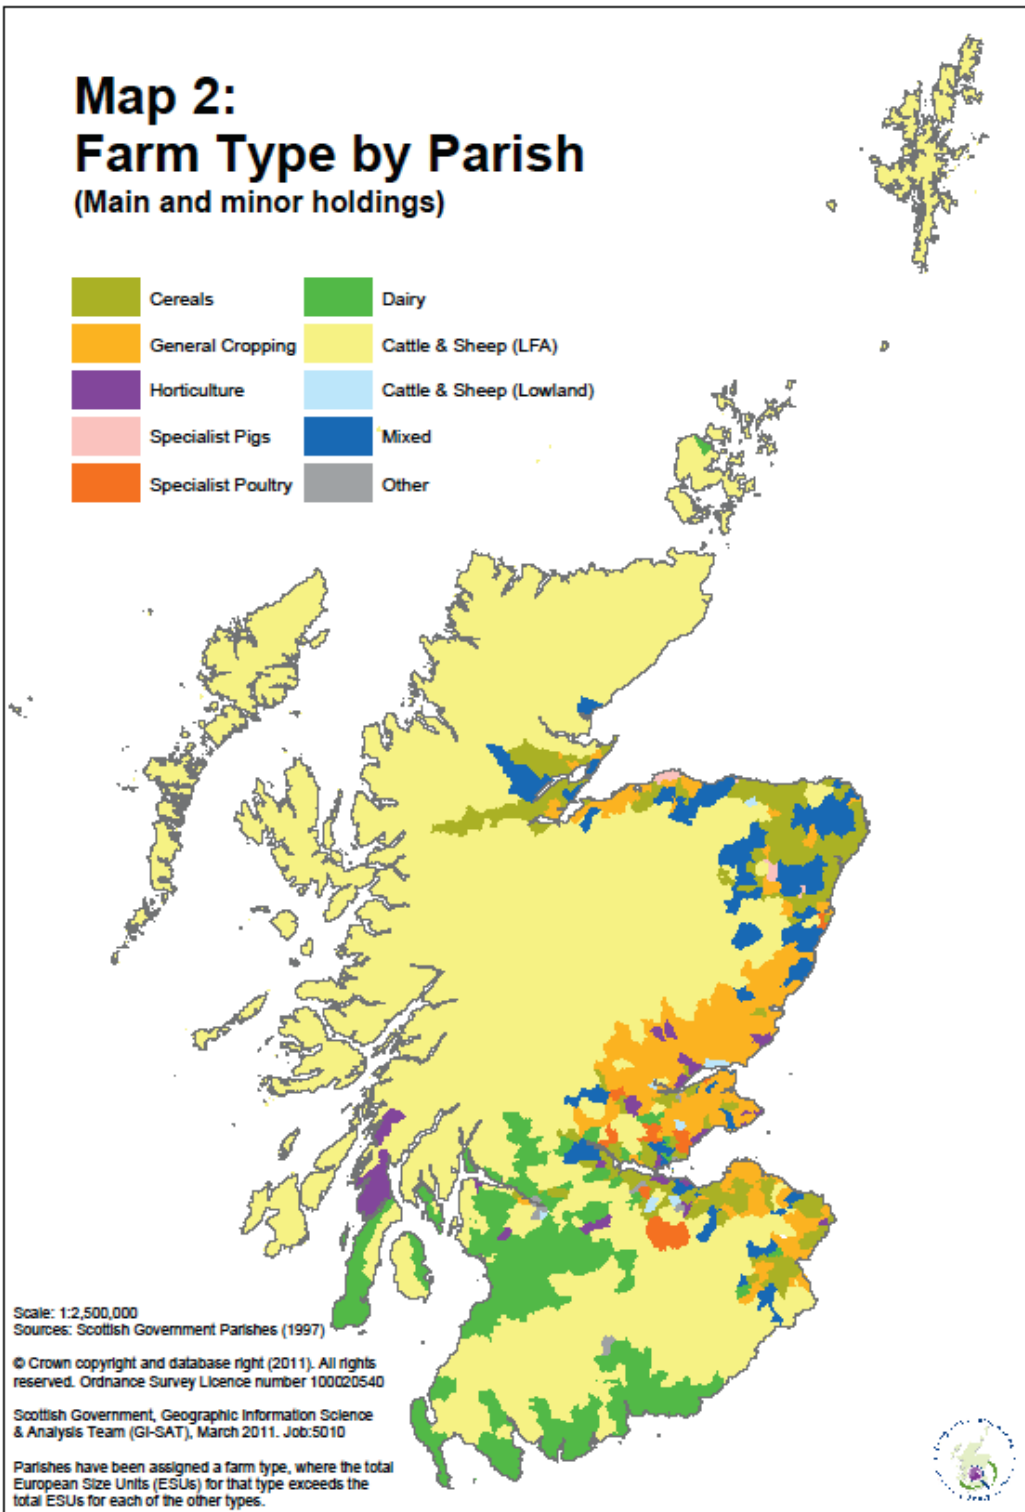 Map 2:
Farm Type by Parish
(Main and minor holdings)
Cereals
Dairy
General Cropping
Cattle & Sheep (LFA)
Horticulture
Cattle & Sheep (Lowland)
Specialist Pigs
Mixed
Specialist Poultry
Other
Scale: 1:2,500,000
Sources: Scottish Government Parishes (1997)
© Crown copyright and database right (2011). All rights
reserved. Ordnance Survey Licence number 100020540
Scottish Government, Geographic Information Science
& Analysis Team (GI-SAT), March 2011. Job:5010
Parishes have been assigned a farm type, where the total
European Size Units (ESUs) for that type exceeds the
total ESUs for each of the other types.